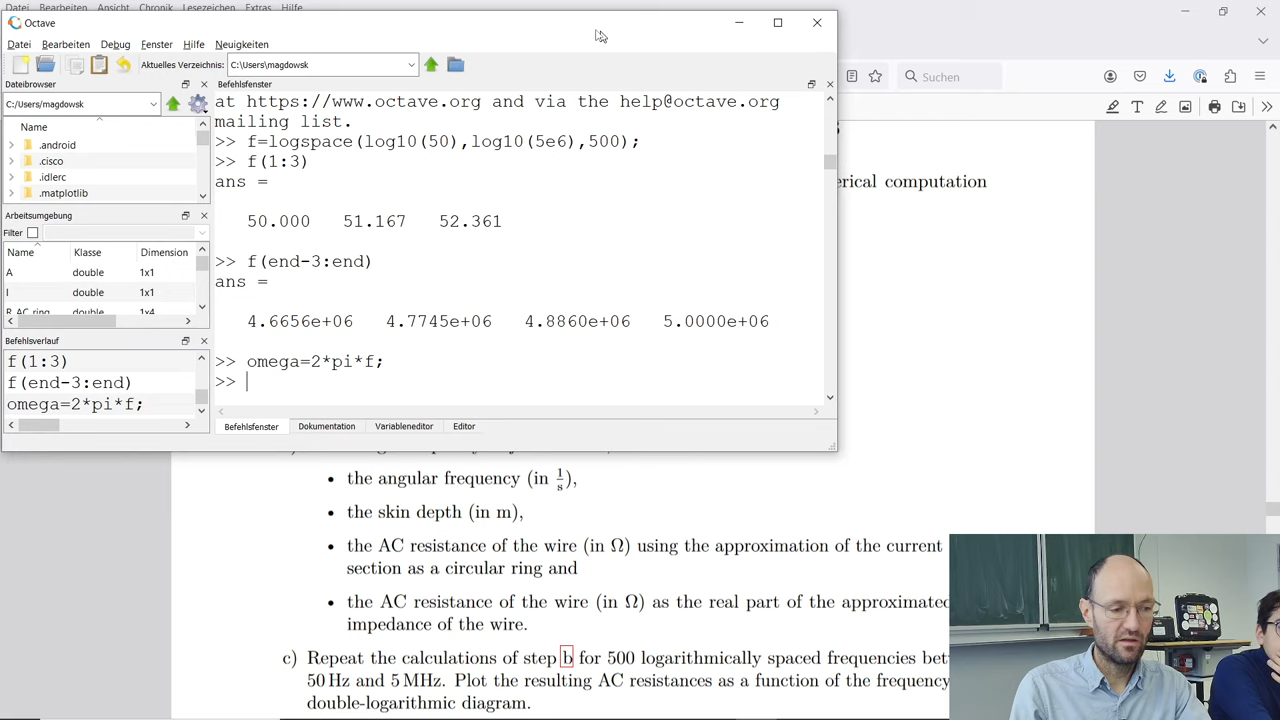 Datei Bearbeiten Ansicht Chronik Lesezeichen Extras Hilfe
Octave
Datei Bearbeiten Debug Fenster Hilfe Neuigkeiten
Aktuelles Verzeichnis: C:\Users\magdowsk
Suchen
Dateibrowser
C:/Users/magdowsk
Name
.android
.cisco
.idlerc
.matplotlib
Arbeitsumgebung
Filter
Name Klasse Dimension
A double 1x1
I double 1x1
R_AC_ring double 1x4
Befehlsverlauf
f(1:3)
f(end-3:end)
omega=2*pi*f;
Befehlsfenster
at https://www.octave.org and via the help@octave.org
mailing list.
>> f=logspace(log10(50),log10(5e6),500);
>> f(1:3)
ans =
50.000 51.167 52.361
>> f(end-3:end)
ans =
4.6656e+06 4.7745e+06 4.8860e+06 5.0000e+06
>> omega=2*pi*f;
>>
Befehlsfenster Dokumentation Variableneditor Editor
erical computation
• the angular frequency (in 1/s),
• the skin depth (in m),
• the AC resistance of the wire (in Ω) using the approximation of the current
section as a circular ring and
• the AC resistance of the wire (in Ω) as the real part of the approximated
impedance of the wire.
c) Repeat the calculations of step b for 500 logarithmically spaced frequencies bet
50 Hz and 5 MHz. Plot the resulting AC resistances as a function of the frequency
double-logarithmic diagram.